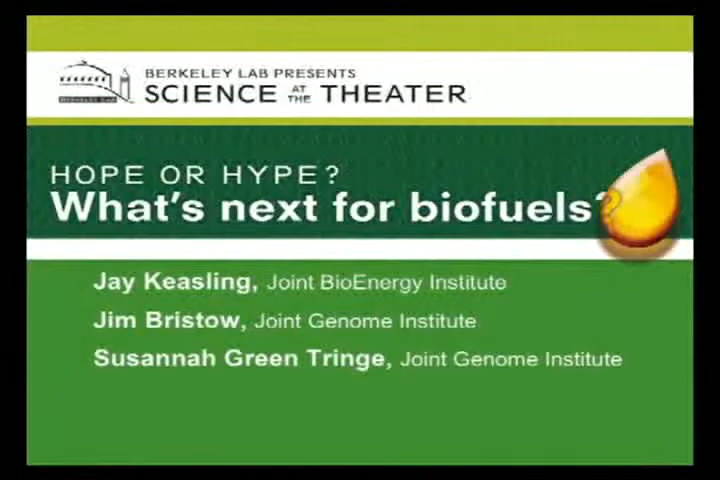 BERKELEY LAB PRESENTS
SCIENCE AT THE THEATER
HOPE OR HYPE?
What's next for biofuels?
Jay Keasling, Joint BioEnergy Institute
Jim Bristow, Joint Genome Institute
Susannah Green Tringe, Joint Genome Institute